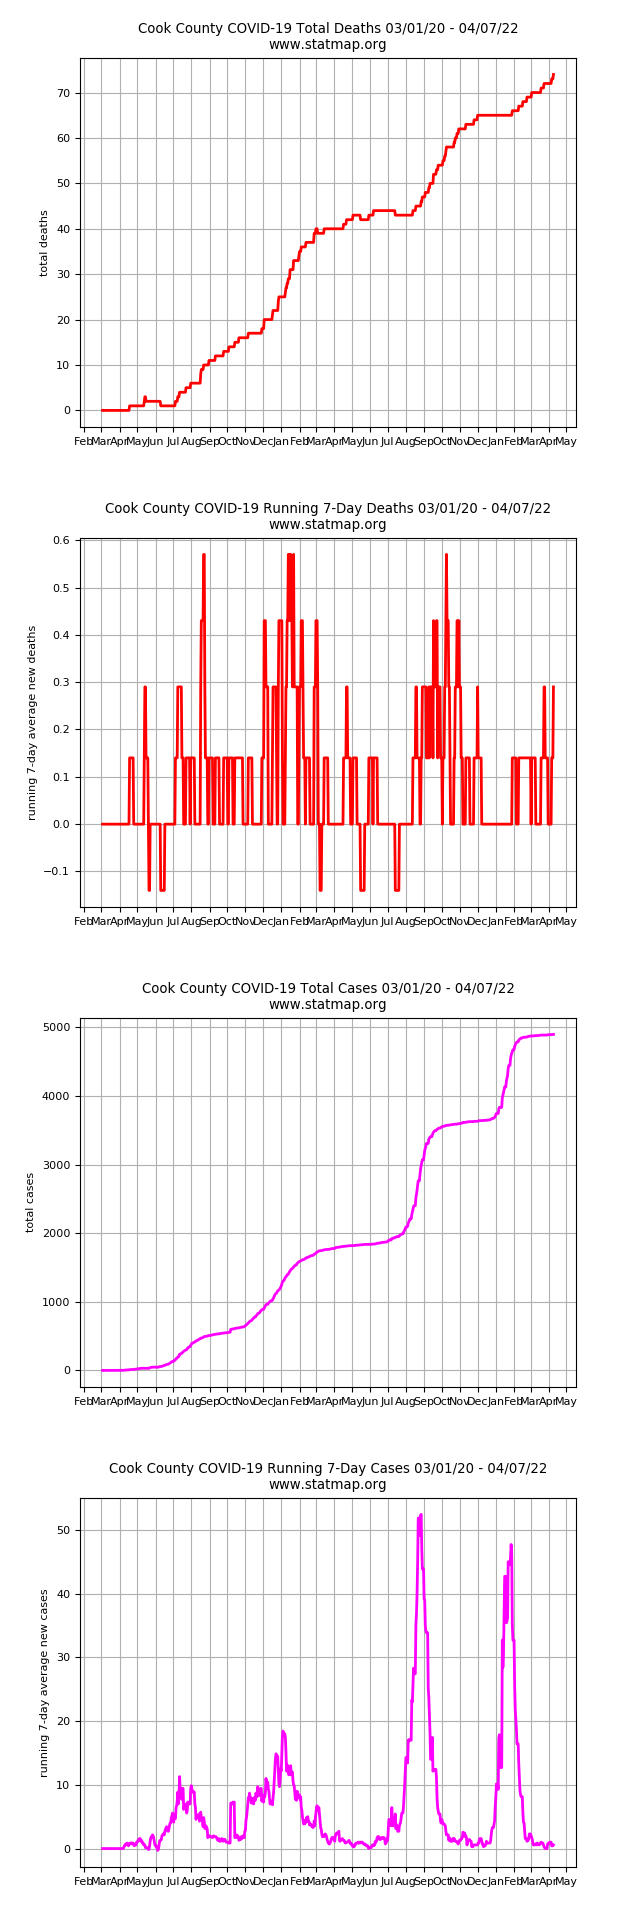 Cook County COVID-19 Total Deaths 03/01/20 - 04/07/22
www.statmap.org
total deaths
70
60
50
40
30
20
10
0
Feb Mar Apr May Jun Jul Aug Sep Oct Nov Dec Jan Feb Mar Apr May Jun Jul Aug Sep Oct Nov Dec Jan Feb Mar Apr May
Cook County COVID-19 Running 7-Day Deaths 03/01/20 - 04/07/22
www.statmap.org
running 7-day average new deaths
0.6
0.5
0.4
0.3
0.2
0.1
0.0
−0.1
Feb Mar Apr May Jun Jul Aug Sep Oct Nov Dec Jan Feb Mar Apr May Jun Jul Aug Sep Oct Nov Dec Jan Feb Mar Apr May
Cook County COVID-19 Total Cases 03/01/20 - 04/07/22
www.statmap.org
total cases
5000
4000
3000
2000
1000
0
Feb Mar Apr May Jun Jul Aug Sep Oct Nov Dec Jan Feb Mar Apr May Jun Jul Aug Sep Oct Nov Dec Jan Feb Mar Apr May
Cook County COVID-19 Running 7-Day Cases 03/01/20 - 04/07/22
www.statmap.org
running 7-day average new cases
50
40
30
20
10
0
Feb Mar Apr May Jun Jul Aug Sep Oct Nov Dec Jan Feb Mar Apr May Jun Jul Aug Sep Oct Nov Dec Jan Feb Mar Apr May